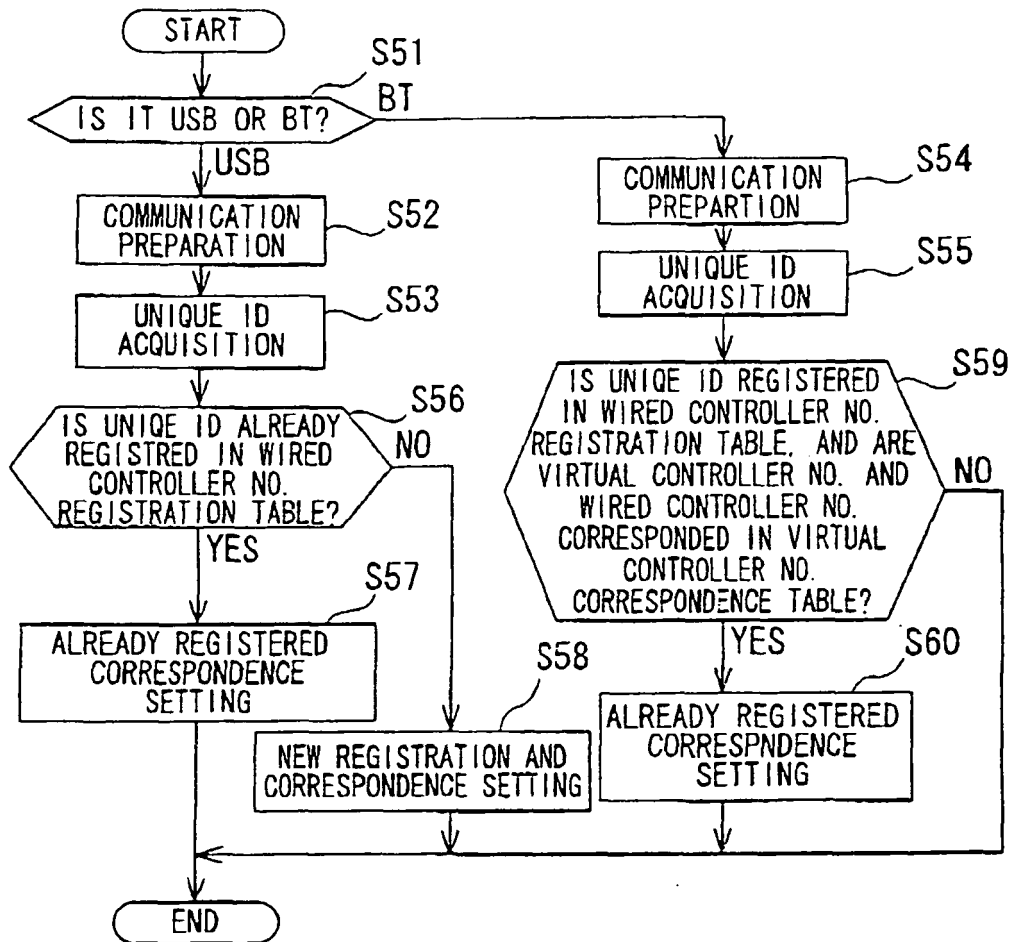 START
S51
IS IT USB OR BT?
BT
USB
COMMUNICATION
PREPARATION
S52
UNIQUE ID
ACQUISITION
S53
IS UNIQE ID ALREADY
REGISTRED IN WIRED
CONTROLLER NO.
REGISTRATION TABLE?
S56
NO
YES
ALREADY REGISTERED
CORRESPONDENCE
SETTING
S57
NEW REGISTRATION AND
CORRESPONDENCE SETTING
S58
COMMUNICATION
PREPARTION
S54
UNIQUE ID
ACQUISITION
S55
IS UNIQE ID REGISTERED
IN WIRED CONTROLLER NO.
REGISTRATION TABLE, AND ARE
VIRTUAL CONTROLLER NO. AND
WIRED CONTROLLER NO.
CORRESPONDED IN VIRTUAL
CONTROLLER NO.
CORRESPONDENCE TABLE?
S59
NO
YES
ALREADY REGISTERED
CORRESPNDENCE
SETTING
S60
END